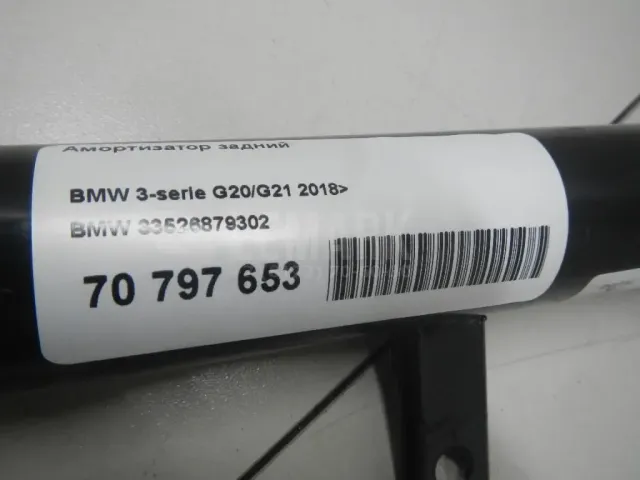 Амортизатор задний
BMW 3-serie G20/G21 2018>
BMW 33526879302
70 797 653